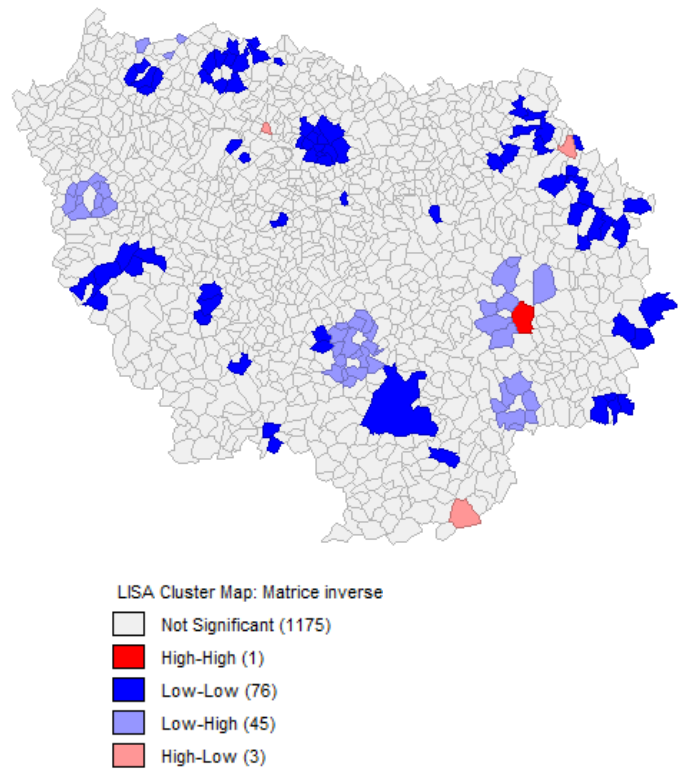 LISA Cluster Map: Matrice inverse
Not Significant (1175)
High-High (1)
Low-Low (76)
Low-High (45)
High-Low (3)